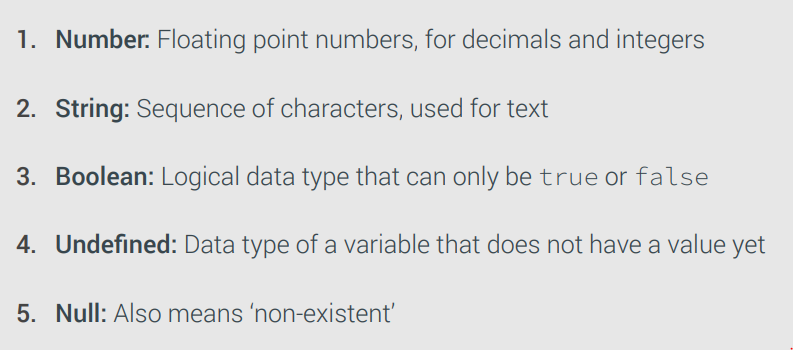 1. Number: Floating point numbers, for decimals and integers
2. String: Sequence of characters, used for text
3. Boolean: Logical data type that can only be true or false
4. Undefined: Data type of a variable that does not have a value yet
5. Null: Also means ‘non-existent’